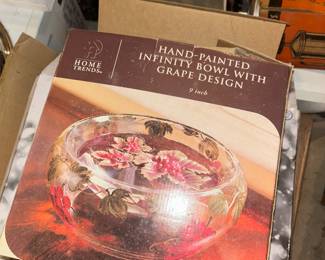 HOME
TRENDS
HAND-PAINTED
INFINITY BOWL WITH
GRAPE DESIGN
9 inch